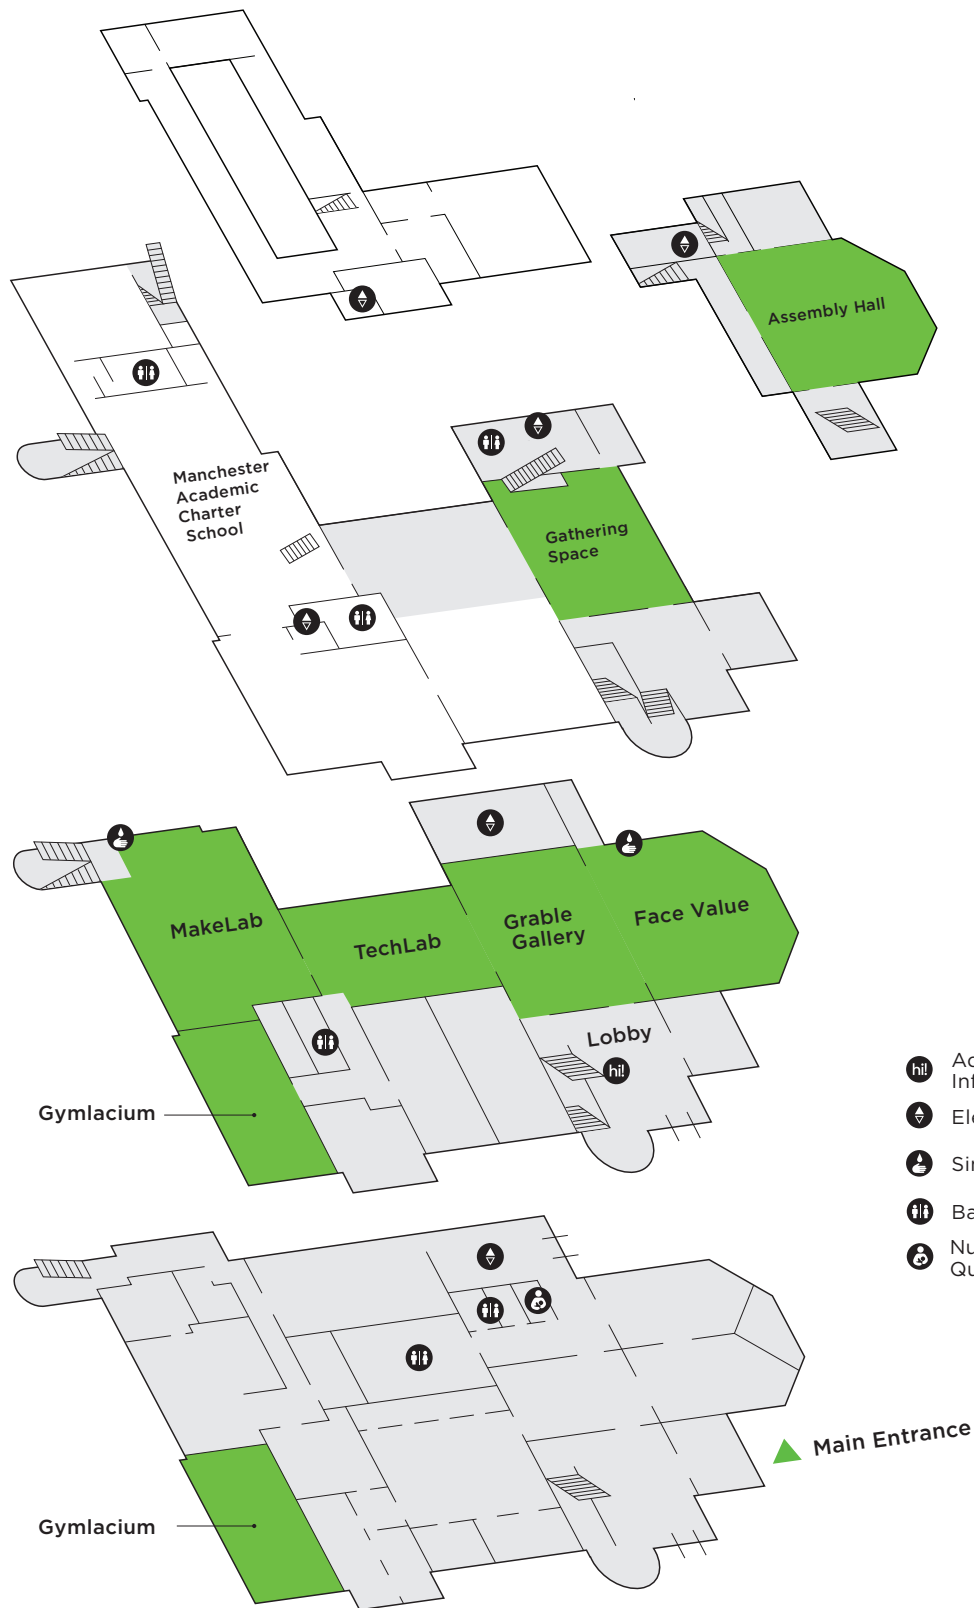 Assembly Hall
Manchester
Academic
Charter
School
Gathering
Space
MakeLab
TechLab
Grable
Gallery
Face Value
Lobby
hi!
Gymlacium
hi!
Main Entrance
Gymlacium